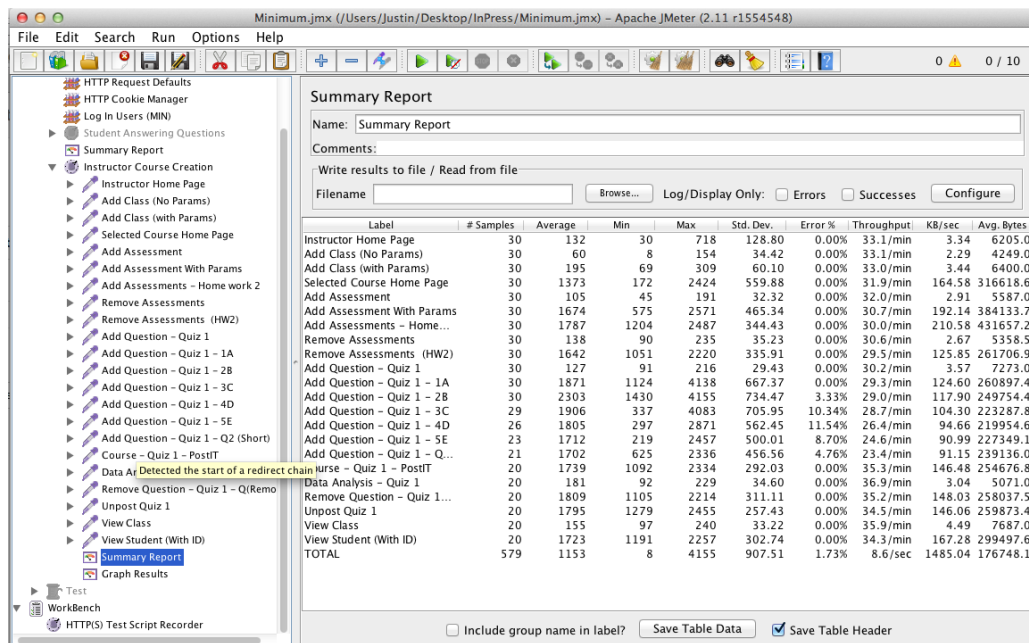 Minimum.jmx (/Users/Justin/Desktop/InPress/Minimum.jmx) – Apache JMeter (2.11 r1554548)
File Edit Search Run Options Help
0 0 / 10
HTTP Request Defaults
HTTP Cookie Manager
Log In Users (MIN)
Student Answering Questions
Summary Report
Instructor Course Creation
Instructor Home Page
Add Class (No Params)
Add Class (with Params)
Selected Course Home Page
Add Assessment
Add Assessment With Params
Add Assessments – Home work 2
Remove Assessments
Remove Assessments (HW2)
Add Question – Quiz 1
Add Question – Quiz 1 – 1A
Add Question – Quiz 1 – 2B
Add Question – Quiz 1 – 3C
Add Question – Quiz 1 – 4D
Add Question – Quiz 1 – 5E
Add Question – Quiz 1 – Q2 (Short)
Course – Quiz 1 – PostIT
Data An
Detected the start of a redirect chain
Remove Question – Quiz 1 – Q(Remo
Unpost Quiz 1
View Class
View Student (With ID)
Summary Report
Graph Results
Test
WorkBench
HTTP(S) Test Script Recorder
Summary Report
Name: Summary Report
Comments:
Write results to file / Read from file
Filename Browse... Log/Display Only: Errors Successes Configure
Label # Samples Average Min Max Std. Dev. Error % Throughput KB/sec Avg. Bytes
Instructor Home Page 30 132 30 718 128.80 0.00% 33.1/min 3.34 6205.0
Add Class (No Params) 30 60 8 154 34.42 0.00% 33.1/min 2.29 4249.0
Add Class (with Params) 30 195 69 309 60.10 0.00% 33.0/min 3.44 6400.0
Selected Course Home Page 30 1373 172 2424 559.88 0.00% 31.9/min 164.58 316618.6
Add Assessment 30 105 45 191 32.32 0.00% 32.0/min 2.91 5587.0
Add Assessment With Params 30 1674 575 2571 465.34 0.00% 30.7/min 192.14 384133.7
Add Assessments – Home... 30 1787 1204 2487 344.43 0.00% 30.0/min 210.58 431657.2
Remove Assessments 30 138 90 235 35.23 0.00% 30.6/min 2.67 5358.5
Remove Assessments (HW2) 30 1642 1051 2220 335.91 0.00% 29.5/min 125.85 261706.9
Add Question – Quiz 1 30 127 91 216 29.43 0.00% 30.2/min 3.57 7273.0
Add Question – Quiz 1 – 1A 30 1871 1124 4138 667.37 0.00% 29.3/min 124.60 260897.4
Add Question – Quiz 1 – 2B 30 2303 1430 4155 734.47 3.33% 29.0/min 117.90 249754.4
Add Question – Quiz 1 – 3C 29 1906 337 4083 705.95 10.34% 28.7/min 104.30 223287.8
Add Question – Quiz 1 – 4D 26 1805 297 2871 562.45 11.54% 26.4/min 94.66 219954.6
Add Question – Quiz 1 – 5E 23 1712 219 2457 500.01 8.70% 24.6/min 90.99 227349.1
Add Question – Quiz 1 – Q... 21 1702 625 2336 456.56 4.76% 23.4/min 91.15 239136.0
ourse – Quiz 1 – PostIT 20 1739 1092 2334 292.03 0.00% 35.3/min 146.48 254676.8
Data Analysis – Quiz 1 20 181 92 229 34.60 0.00% 36.9/min 3.04 5071.0
Remove Question – Quiz 1... 20 1809 1105 2214 311.11 0.00% 35.2/min 148.03 258037.5
Unpost Quiz 1 20 1795 1279 2455 257.43 0.00% 34.5/min 146.06 259873.4
View Class 20 155 97 240 33.22 0.00% 35.9/min 4.49 7687.0
View Student (With ID) 20 1723 1191 2257 302.74 0.00% 34.3/min 167.28 299497.6
TOTAL 579 1153 8 4155 907.51 1.73% 8.6/sec 1485.04 176748.1
Include group name in label? Save Table Data Save Table Header